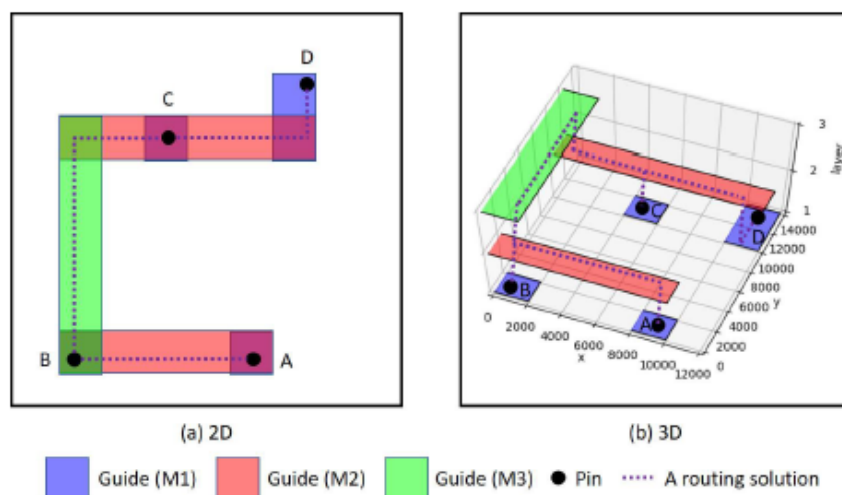 D
C
B
A
3
2
1
layer
C
D
B
A
14000
12000
10000
8000
6000
4000
2000
0
y
0
2000
4000
6000
8000
10000
12000
x
(a) 2D
(b) 3D
Guide (M1) Guide (M2) Guide (M3) Pin A routing solution